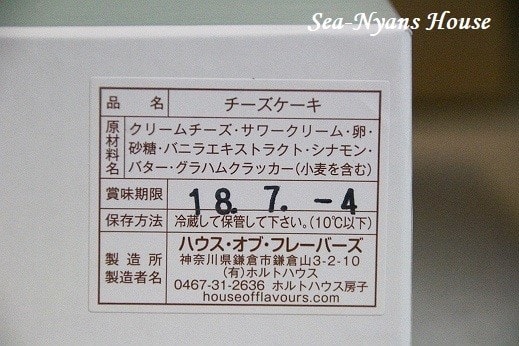 Sea-Nyans House
品名 チーズケーキ
原材料名 クリームチーズ・サワークリーム・卵・
砂糖・バニラエキストラクト・シナモン・
バター・グラハムクラッカー(小麦を含む)
賞味期限 18. 7. -4
保存方法 冷蔵して保管して下さい。(10℃以下)
製造所 ハウス・オブ・フレーバーズ
製造者名 神奈川県鎌倉市鎌倉山3-2-10
(有)ホルトハウス
0467-31-2636 ホルトハウス房子
houseofflavours.com